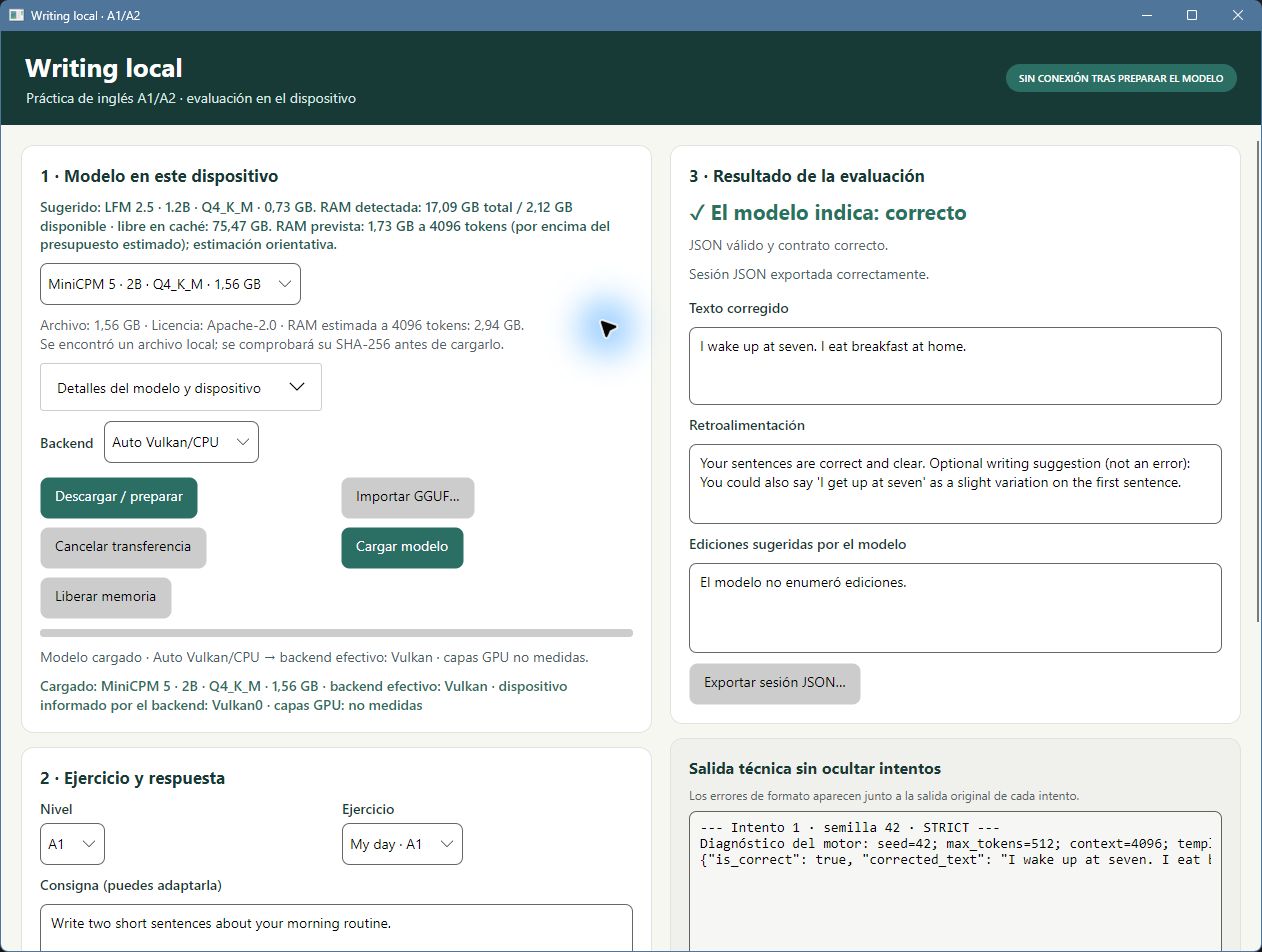 Writing local · A1/A2
Writing local
Práctica de inglés A1/A2 · evaluación en el dispositivo
SIN CONEXIÓN TRAS PREPARAR EL MODELO
1 · Modelo en este dispositivo
Sugerido: LFM 2.5 · 1.2B · Q4_K_M · 0,73 GB. RAM detectada: 17,09 GB total / 2,12 GB
disponible · libre en caché: 75,47 GB. RAM prevista: 1,73 GB a 4096 tokens (por encima del
presupuesto estimado); estimación orientativa.
MiniCPM 5 · 2B · Q4_K_M · 1,56 GB
Archivo: 1,56 GB · Licencia: Apache-2.0 · RAM estimada a 4096 tokens: 2,94 GB.
Se encontró un archivo local; se comprobará su SHA-256 antes de cargarlo.
Detalles del modelo y dispositivo
Backend
Auto Vulkan/CPU
Descargar / preparar
Importar GGUF...
Cancelar transferencia
Cargar modelo
Liberar memoria
Modelo cargado · Auto Vulkan/CPU → backend efectivo: Vulkan · capas GPU no medidas.
Cargado: MiniCPM 5 · 2B · Q4_K_M · 1,56 GB · backend efectivo: Vulkan · dispositivo
informado por el backend: Vulkan0 · capas GPU: no medidas
2 · Ejercicio y respuesta
Nivel
Ejercicio
A1
My day · A1
Consigna (puedes adaptarla)
Write two short sentences about your morning routine.
3 · Resultado de la evaluación
✓ El modelo indica: correcto
JSON válido y contrato correcto.
Sesión JSON exportada correctamente.
Texto corregido
I wake up at seven. I eat breakfast at home.
Retroalimentación
Your sentences are correct and clear. Optional writing suggestion (not an error):
You could also say 'I get up at seven' as a slight variation on the first sentence.
Ediciones sugeridas por el modelo
El modelo no enumeró ediciones.
Exportar sesión JSON...
Salida técnica sin ocultar intentos
Los errores de formato aparecen junto a la salida original de cada intento.
--- Intento 1 · semilla 42 · STRICT ---
Diagnóstico del motor: seed=42; max_tokens=512; context=4096; temp
{"is_correct": true, "corrected_text": "I wake up at seven. I eat